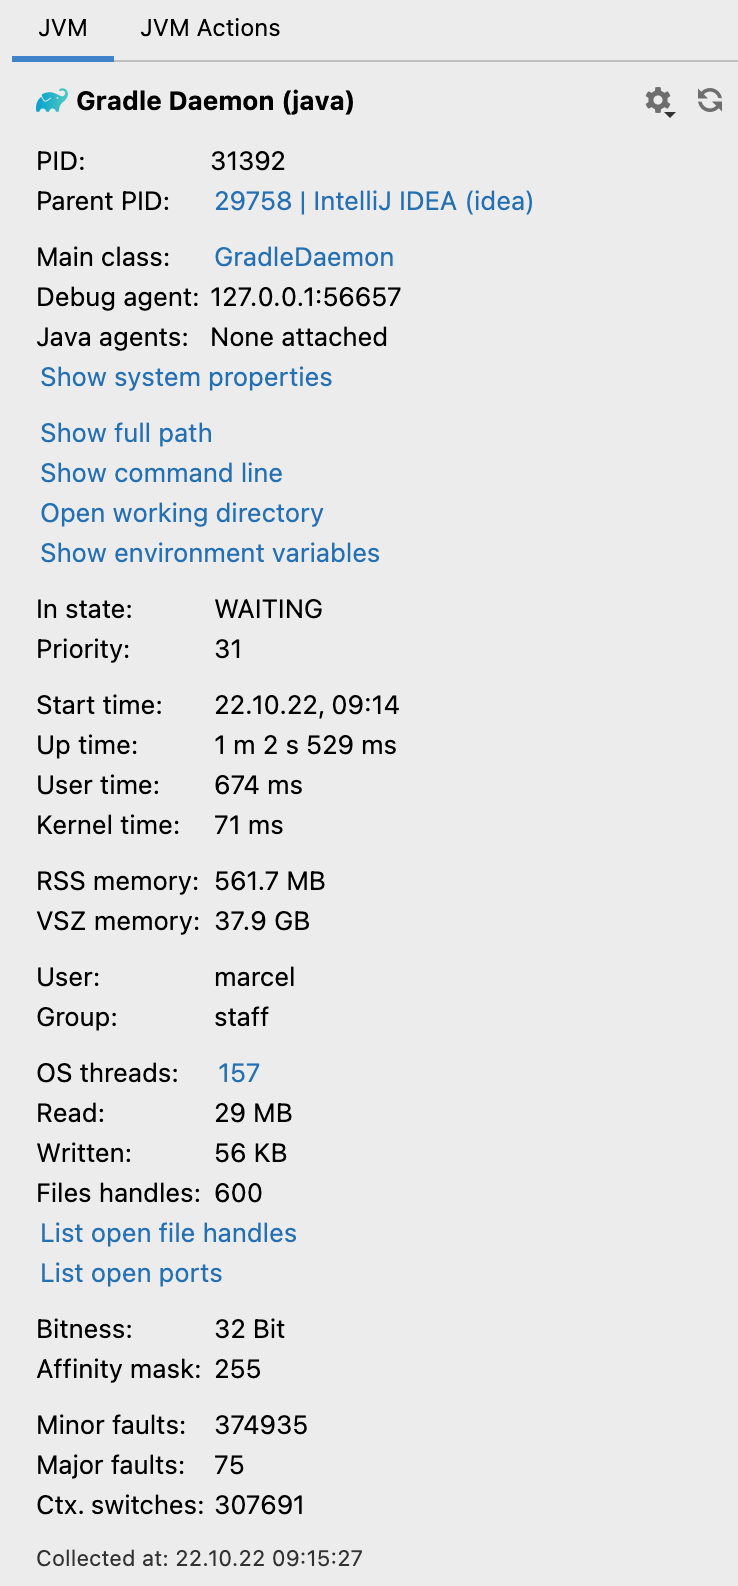 JVM JVM Actions
Gradle Daemon (java)
PID: 31392
Parent PID: 29758 | IntelliJ IDEA (idea)
Main class: GradleDaemon
Debug agent: 127.0.0.1:56657
Java agents: None attached
Show system properties
Show full path
Show command line
Open working directory
Show environment variables
In state: WAITING
Priority: 31
Start time: 22.10.22, 09:14
Up time: 1 m 2 s 529 ms
User time: 674 ms
Kernel time: 71 ms
RSS memory: 561.7 MB
VSZ memory: 37.9 GB
User: marcel
Group: staff
OS threads: 157
Read: 29 MB
Written: 56 KB
Files handles: 600
List open file handles
List open ports
Bitness: 32 Bit
Affinity mask: 255
Minor faults: 374935
Major faults: 75
Ctx. switches: 307691
Collected at: 22.10.22 09:15:27